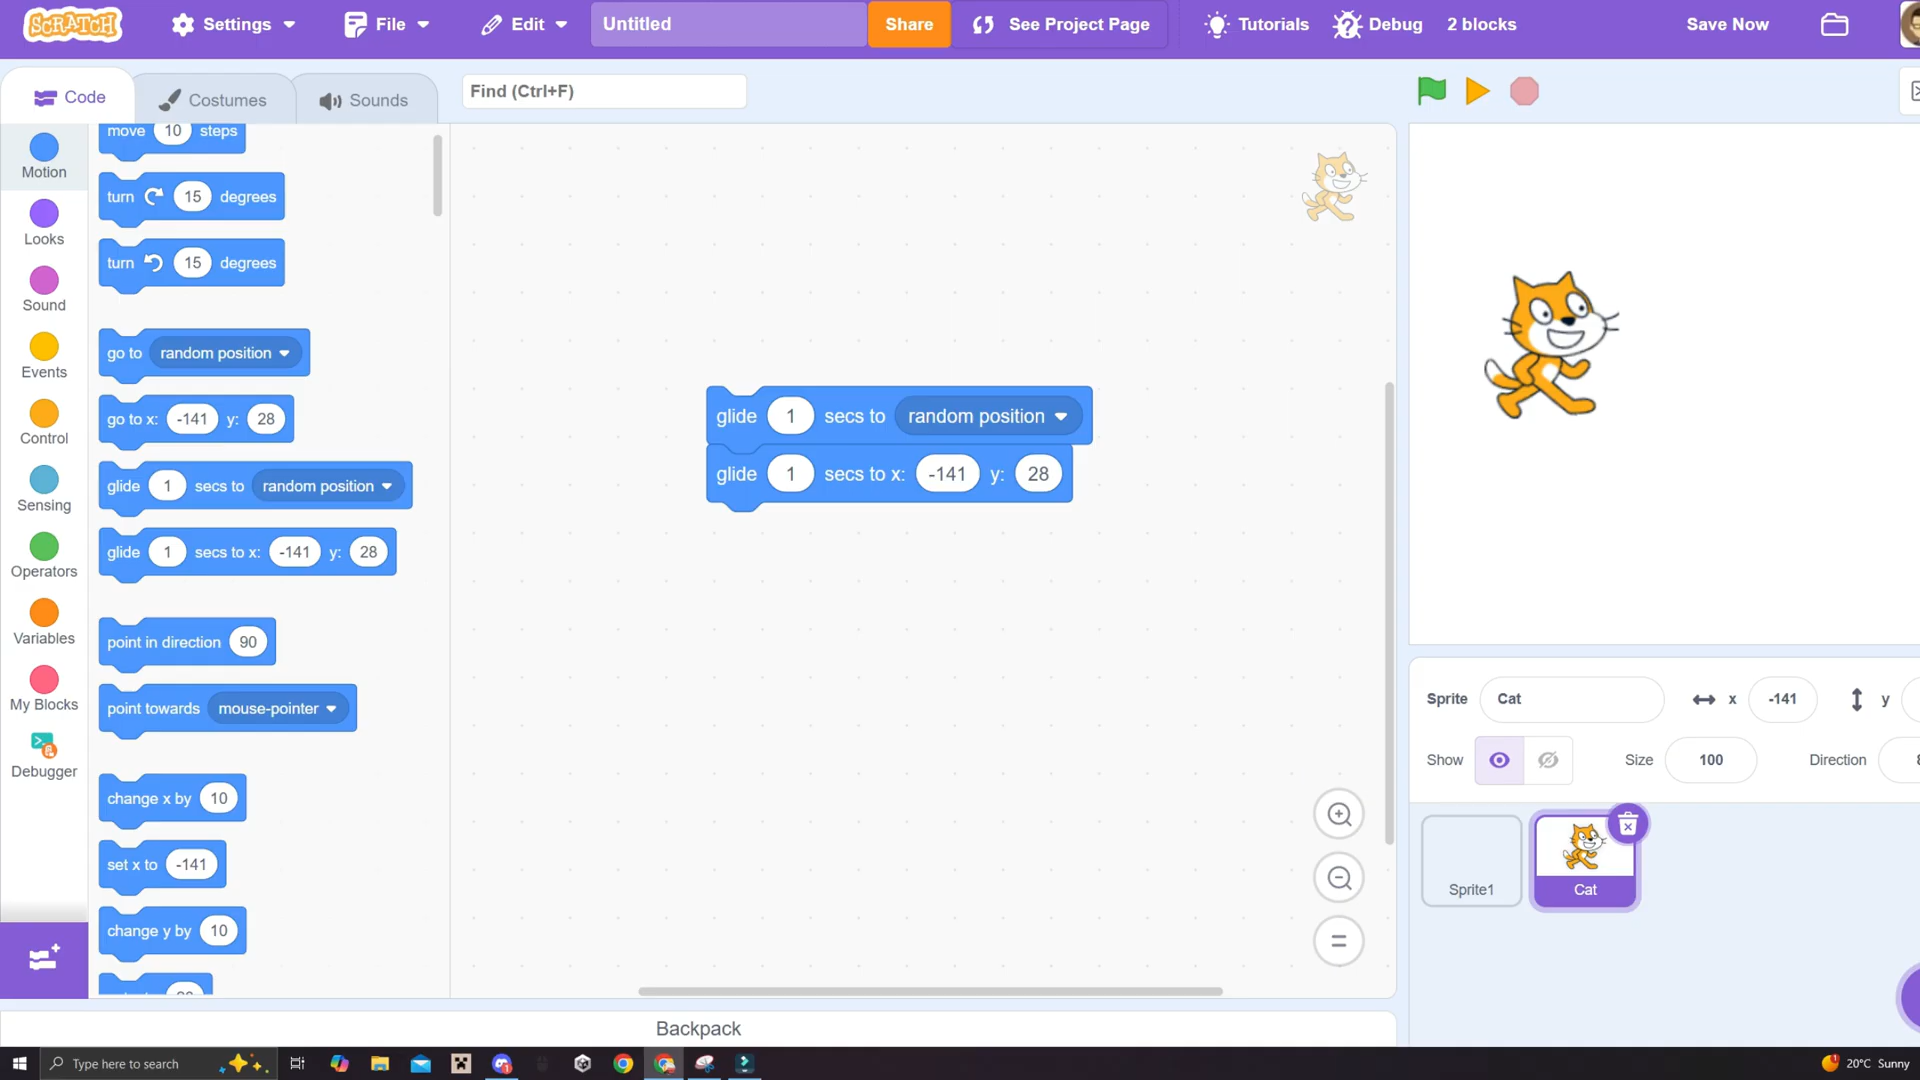 SCRATCH Settings File Edit Untitled Share See Project Page Tutorials Debug 2 blocks Save Now
Code Costumes Sounds Find (Ctrl+F)
Motion
Looks
Sound
Events
Control
Sensing
Operators
Variables
My Blocks
Debugger
move 10 steps
turn 15 degrees
turn 15 degrees
go to random position
go to x: -141 y: 28
glide 1 secs to random position
glide 1 secs to x: -141 y: 28
point in direction 90
point towards mouse-pointer
change x by 10
set x to -141
change y by 10
glide 1 secs to random position
glide 1 secs to x: -141 y: 28
Sprite Cat x -141 y
Show Size 100 Direction
Sprite1 Cat
Backpack
Type here to search 20°C Sunny